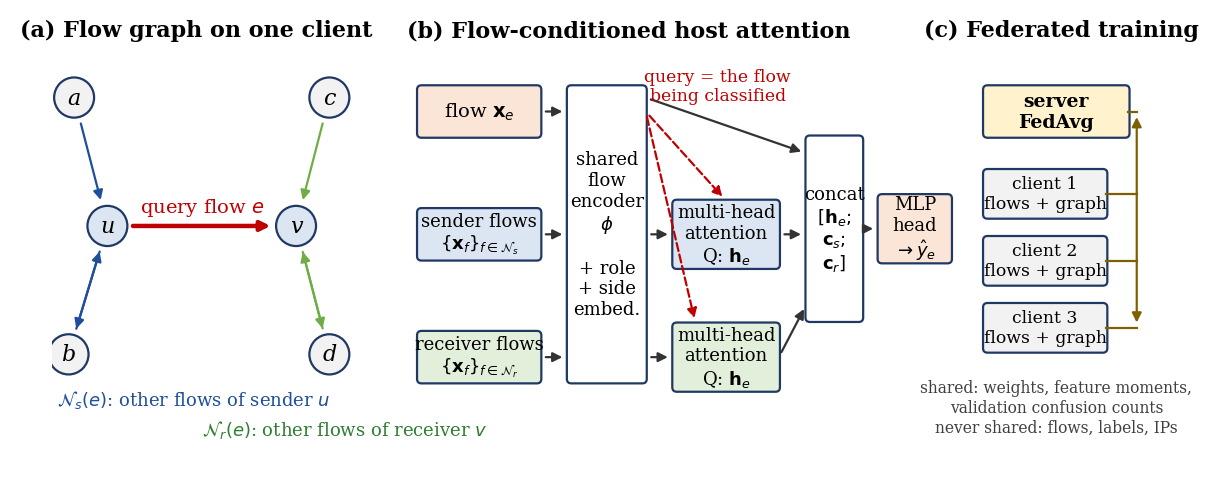 (a) Flow graph on one client
a
c
u
query flow e
v
b
d
𝒩ₛ(e): other flows of sender u
𝒩ᵣ(e): other flows of receiver v
(b) Flow-conditioned host attention
query = the flow
being classified
flow xₑ
sender flows
{x_f}_{f ∈ 𝒩ₛ}
receiver flows
{x_f}_{f ∈ 𝒩ᵣ}
shared
flow
encoder
ϕ
+ role
+ side
embed.
multi-head
attention
Q: hₑ
multi-head
attention
Q: hₑ
concat
[hₑ;
cₛ;
cᵣ]
MLP
head
→ ŷₑ
(c) Federated training
server
FedAvg
client 1
flows + graph
client 2
flows + graph
client 3
flows + graph
shared: weights, feature moments,
validation confusion counts
never shared: flows, labels, IPs